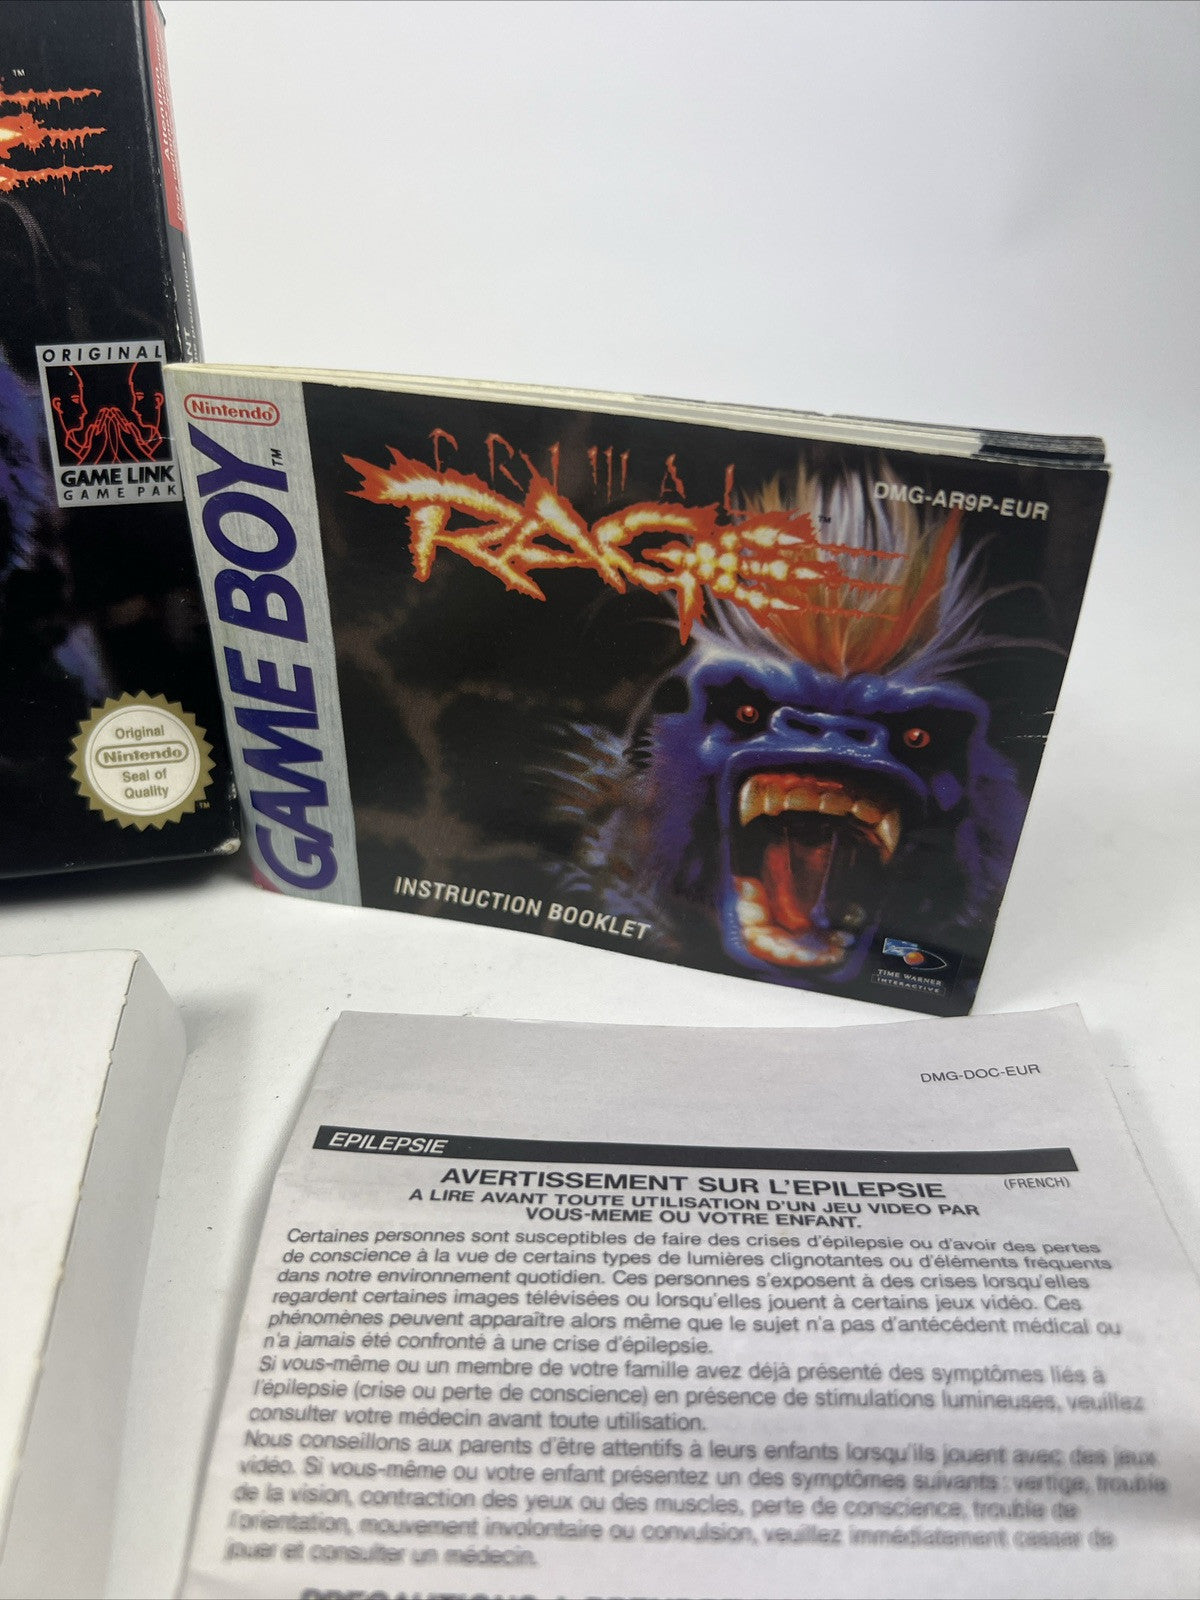 ™
ORIGINAL
GAME LINK
GAME PAK
Original
Nintendo
Seal of
Quality
™
Nintendo®
GAME BOY™
PRIMAL
RAGE™
DMG-AR9P-EUR
INSTRUCTION BOOKLET
TIME WARNER
INTERACTIVE
DMG-DOC-EUR
EPILEPSIE
AVERTISSEMENT SUR L'EPILEPSIE (FRENCH)
A LIRE AVANT TOUTE UTILISATION D'UN JEU VIDEO PAR
VOUS-MEME OU VOTRE ENFANT.
Certaines personnes sont susceptibles de faire des crises d'épilepsie ou d'avoir des pertes
de conscience à la vue de certains types de lumières clignotantes ou d'éléments fréquents
dans notre environnement quotidien. Ces personnes s'exposent à des crises lorsqu'elles
regardent certaines images télévisées ou lorsqu'elles jouent à certains jeux vidéo. Ces
phénomènes peuvent apparaître alors même que le sujet n'a pas d'antécédent médical ou
n'a jamais été confronté à une crise d'épilepsie.
Si vous-même ou un membre de votre famille avez déjà présenté des symptômes liés à
l'épilepsie (crise ou perte de conscience) en présence de stimulations lumineuses, veuillez
consulter votre médecin avant toute utilisation.
Nous conseillons aux parents d'être attentifs à leurs enfants lorsqu'ils jouent avec des jeux
vidéo. Si vous-même ou votre enfant présentez un des symptômes suivants : vertige, trouble
de la vision, contraction des yeux ou des muscles, perte de conscience, trouble de
l'orientation, mouvement involontaire ou convulsion, veuillez immédiatement cesser de
jouer et consulter un médecin.